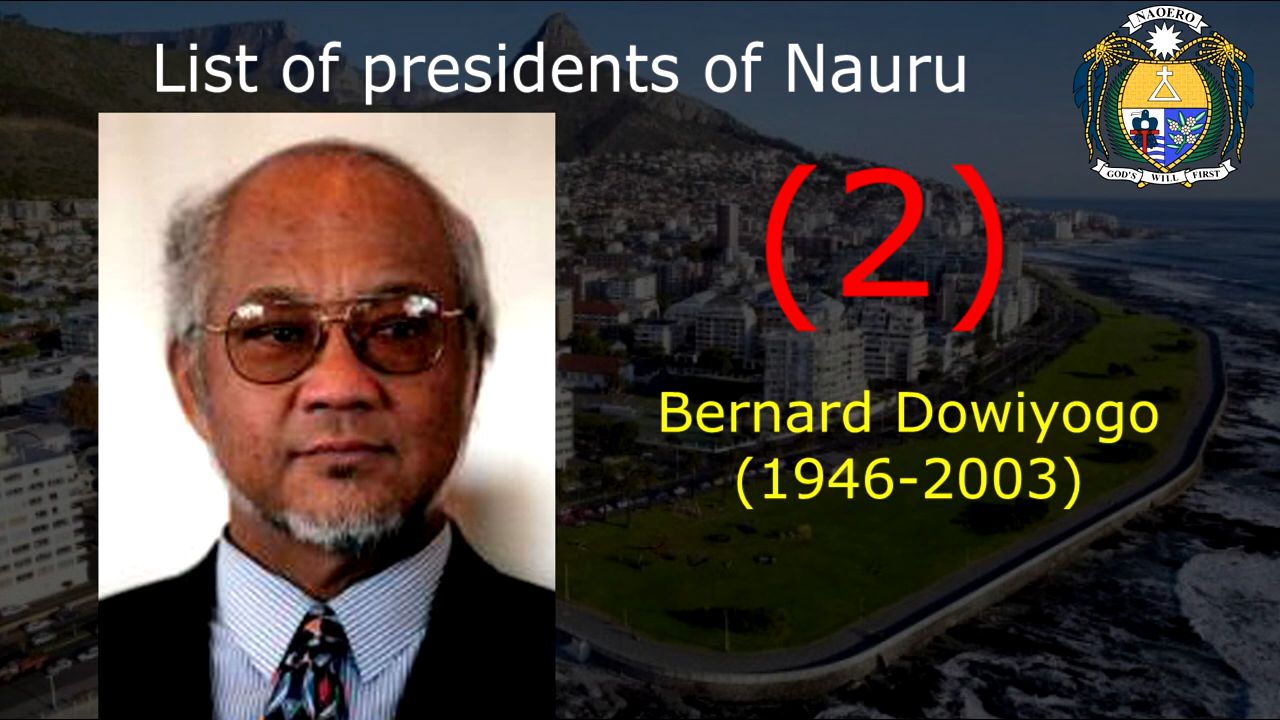 List of presidents of Nauru
NAOERO
GOD'S WILL FIRST
(2)
Bernard Dowiyogo
(1946-2003)